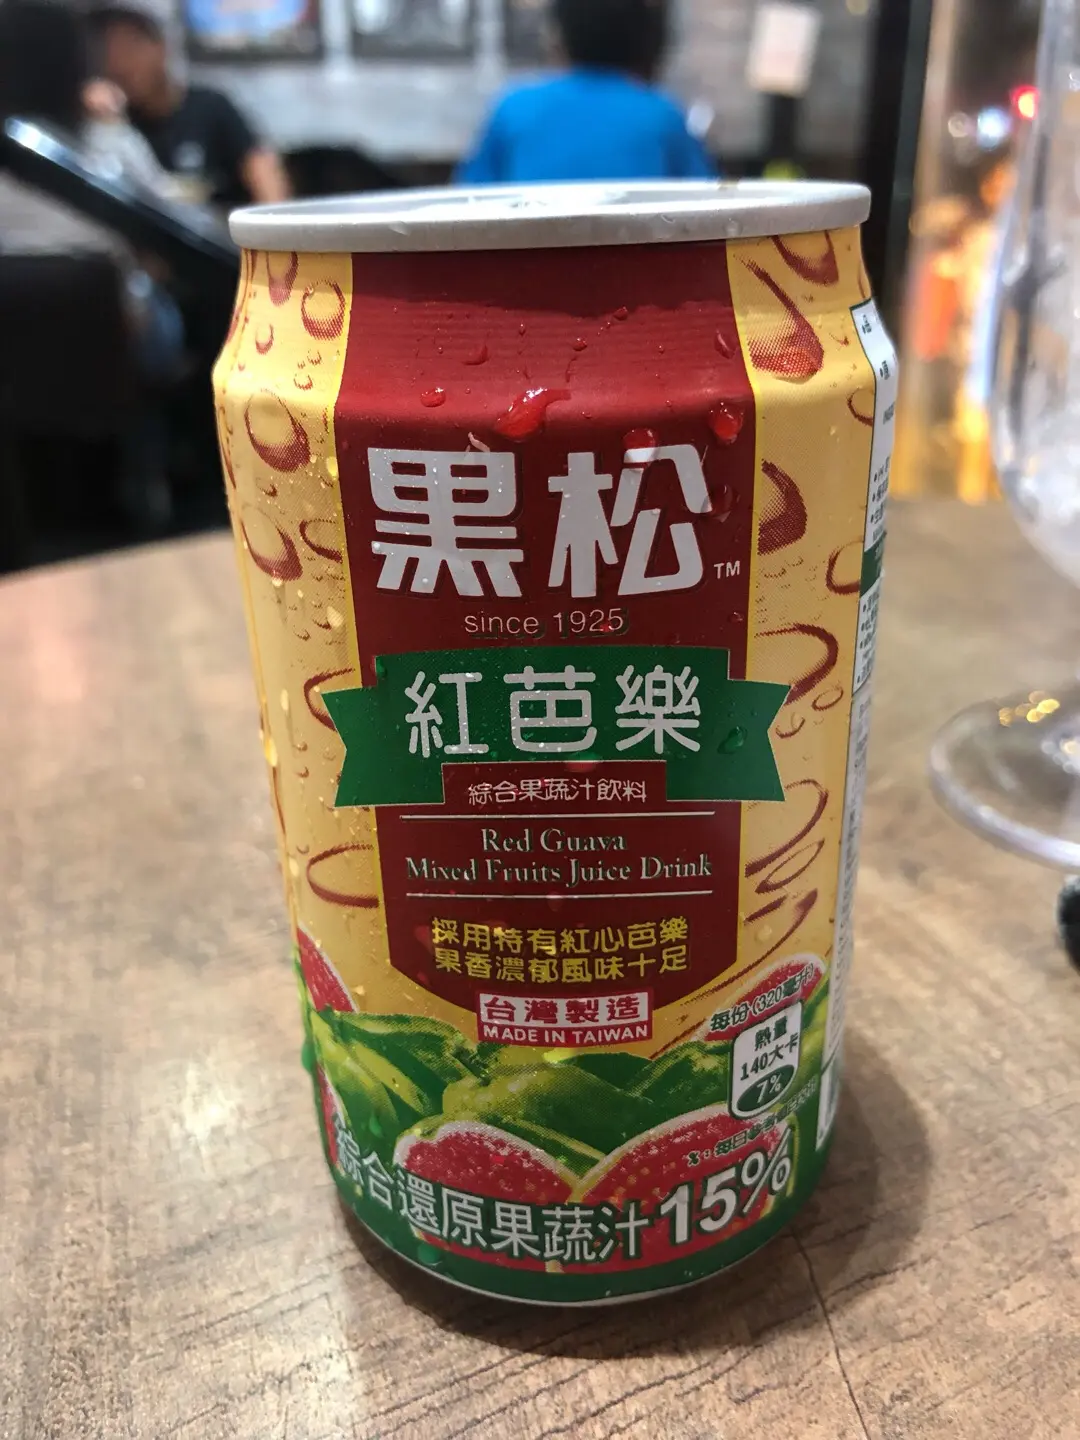 黒松
TM
since 1925
紅芭樂
綜合果蔬汁飲料
Red Guava
Mixed Fruits Juice Drink
採用特有紅心芭樂
果香濃郁風味十足
台灣製造
MADE IN TAIWAN
每份(320毫升)
熱量
140大卡
7%
綜合還原果蔬汁15%